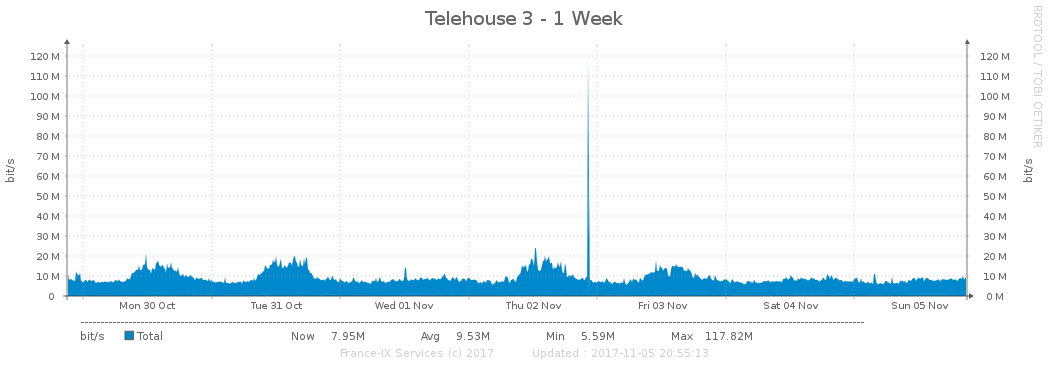 Telehouse 3 - 1 Week
RRDTOOL / TOBI OETIKER
bit/s
bit/s
120 M 120 M
110 M 110 M
100 M 100 M
90 M 90 M
80 M 80 M
70 M 70 M
60 M 60 M
50 M 50 M
40 M 40 M
30 M 30 M
20 M 20 M
10 M 10 M
0 0 M
Mon 30 Oct Tue 31 Oct Wed 01 Nov Thu 02 Nov Fri 03 Nov Sat 04 Nov Sun 05 Nov
bit/s Total Now 7.95M Avg 9.53M Min 5.59M Max 117.82M
France-IX Services (c) 2017 Updated : 2017-11-05 20:55:13